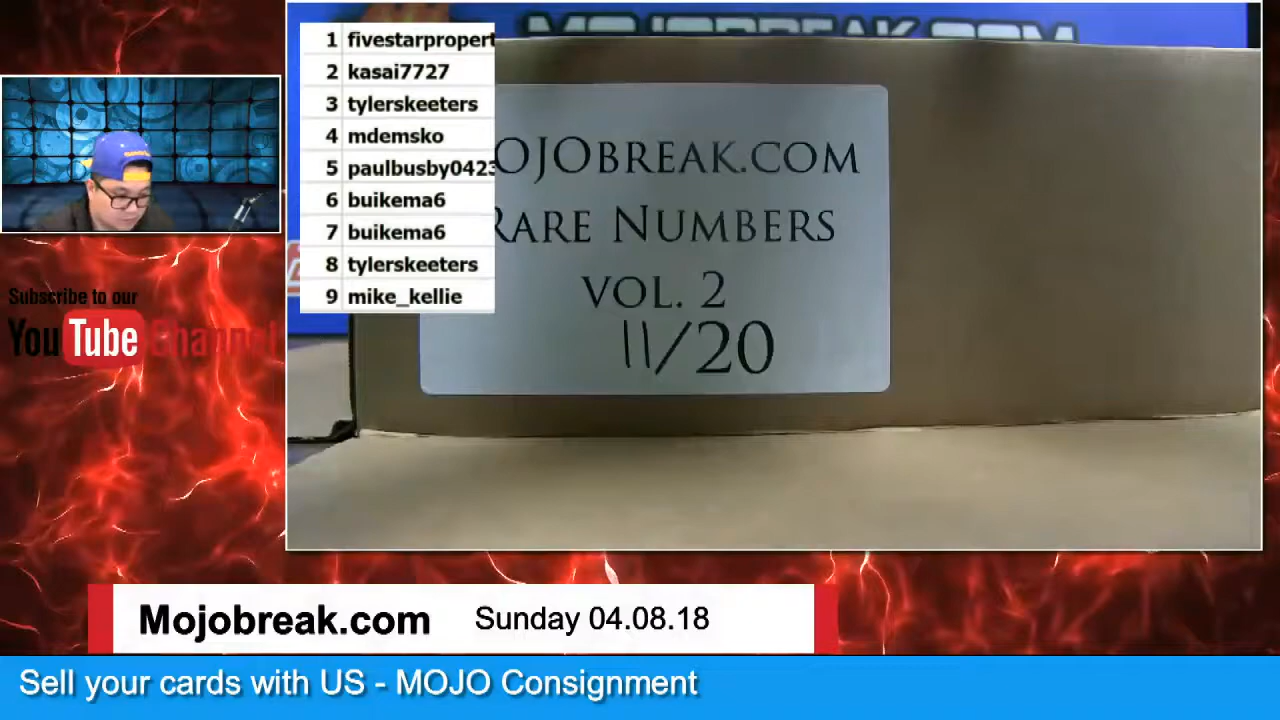 MOJOBREAK.COM
1 fivestarpropert
2 kasai7727
3 tylerskeeters
4 mdemsko
5 paulbusby0423
6 buikema6
7 buikema6
8 tylerskeeters
9 mike_kellie
OJOBREAK.COM
RARE NUMBERS
VOL. 2
11/20
Subscribe to our
YouTube Channel
Mojobreak.com Sunday 04.08.18
Sell your cards with US - MOJO Consignment